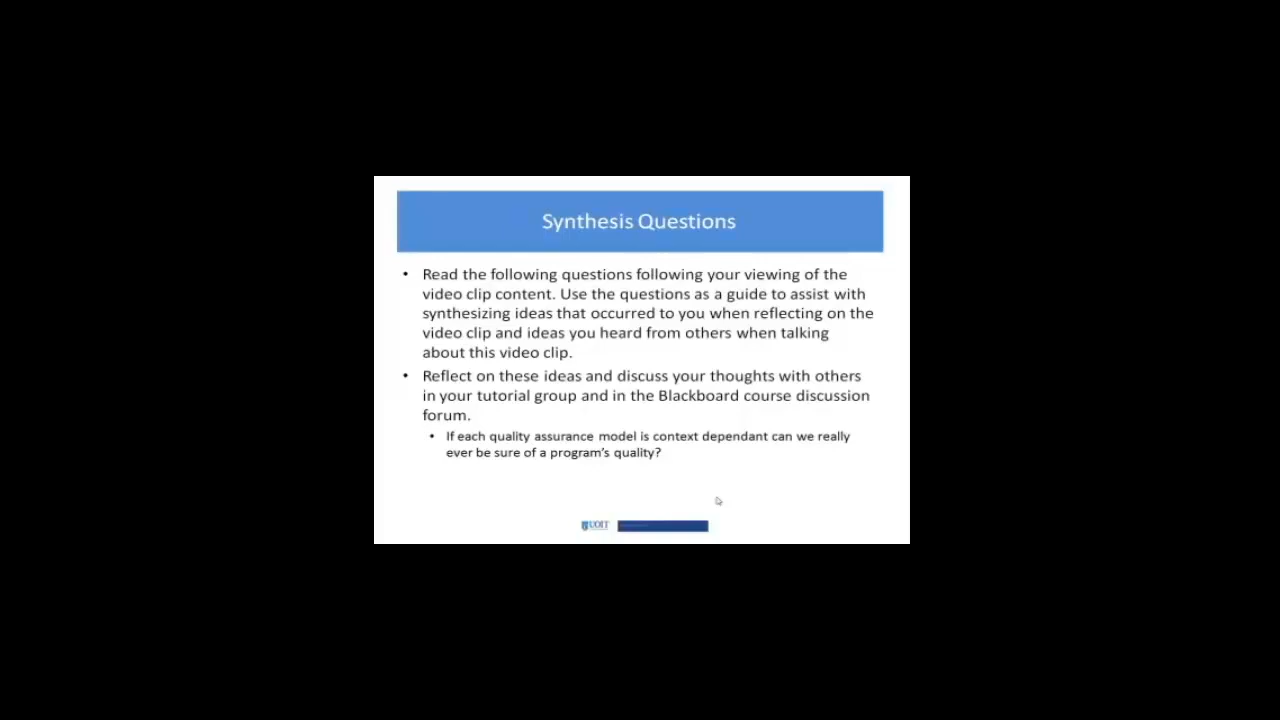 Synthesis Questions
• Read the following questions following your viewing of the
video clip content. Use the questions as a guide to assist with
synthesizing ideas that occurred to you when reflecting on the
video clip and ideas you heard from others when talking
about this video clip.
• Reflect on these ideas and discuss your thoughts with others
in your tutorial group and in the Blackboard course discussion
forum.
• If each quality assurance model is context dependant can we really
ever be sure of a program's quality?
UOIT